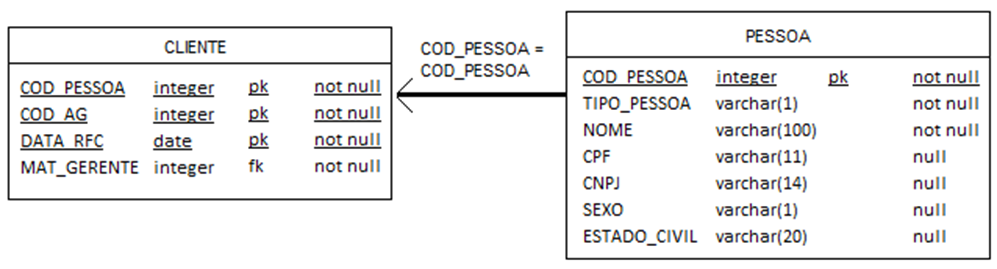 CLIENTE
COD_PESSOA integer pk not null
COD_AG integer pk not null
DATA_RFC date pk not null
MAT_GERENTE integer fk not null
COD_PESSOA =
COD_PESSOA
PESSOA
COD_PESSOA integer pk not null
TIPO_PESSOA varchar(1) not null
NOME varchar(100) not null
CPF varchar(11) null
CNPJ varchar(14) null
SEXO varchar(1) null
ESTADO_CIVIL varchar(20) null